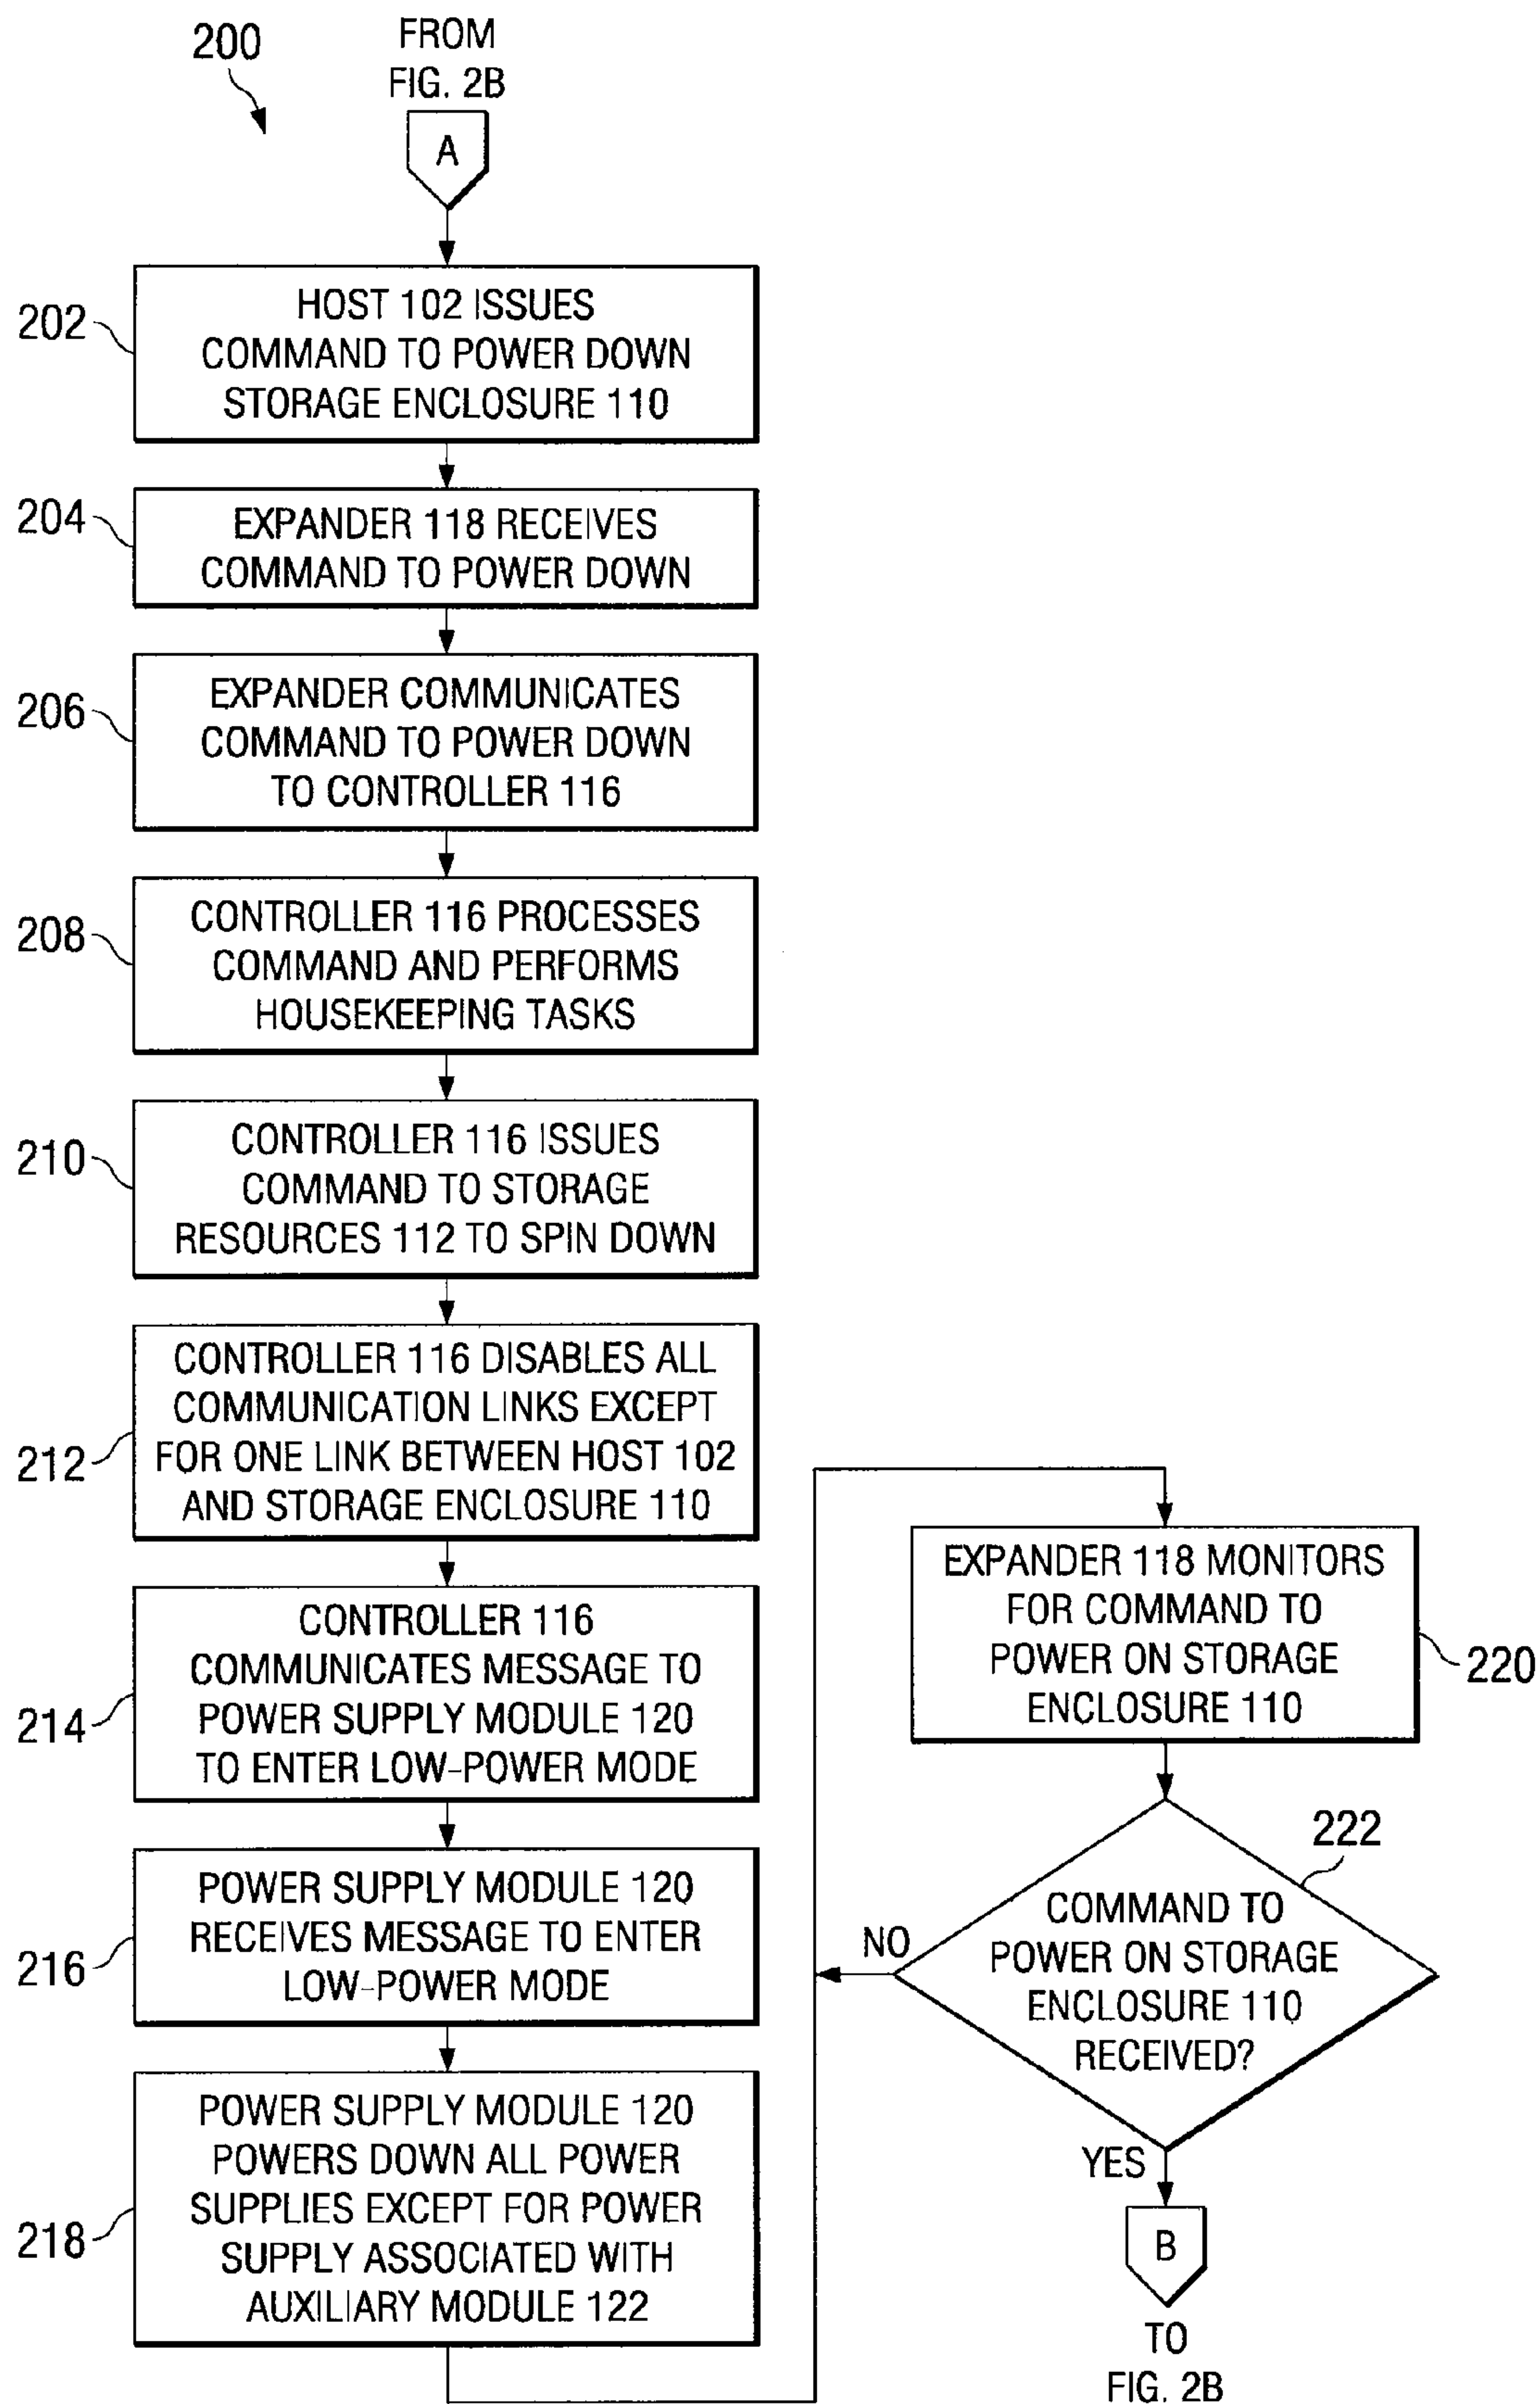 200
FROM
FIG. 2B
A
202
HOST 102 ISSUES
COMMAND TO POWER DOWN
STORAGE ENCLOSURE 110
204
EXPANDER 118 RECEIVES
COMMAND TO POWER DOWN
206
EXPANDER COMMUNICATES
COMMAND TO POWER DOWN
TO CONTROLLER 116
208
CONTROLLER 116 PROCESSES
COMMAND AND PERFORMS
HOUSEKEEPING TASKS
210
CONTROLLER 116 ISSUES
COMMAND TO STORAGE
RESOURCES 112 TO SPIN DOWN
212
CONTROLLER 116 DISABLES ALL
COMMUNICATION LINKS EXCEPT
FOR ONE LINK BETWEEN HOST 102
AND STORAGE ENCLOSURE 110
214
CONTROLLER 116
COMMUNICATES MESSAGE TO
POWER SUPPLY MODULE 120
TO ENTER LOW-POWER MODE
216
POWER SUPPLY MODULE 120
RECEIVES MESSAGE TO ENTER
LOW-POWER MODE
218
POWER SUPPLY MODULE 120
POWERS DOWN ALL POWER
SUPPLIES EXCEPT FOR POWER
SUPPLY ASSOCIATED WITH
AUXILIARY MODULE 122
EXPANDER 118 MONITORS
FOR COMMAND TO
POWER ON STORAGE
ENCLOSURE 110
220
222
COMMAND TO
POWER ON STORAGE
ENCLOSURE 110
RECEIVED?
NO
YES
B
TO
FIG. 2B